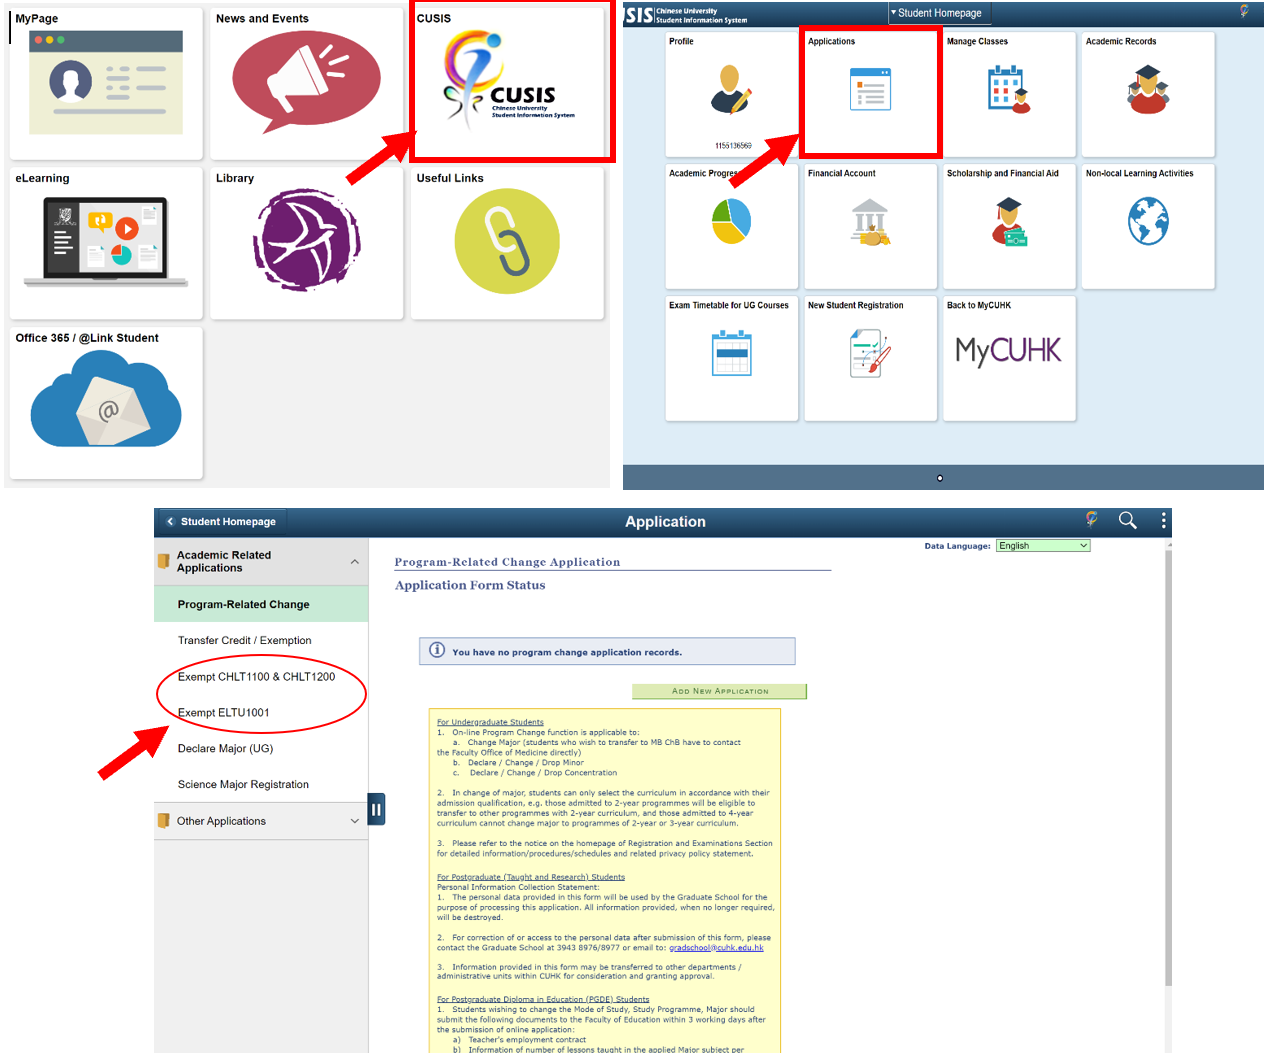 MyPage
News and Events
CUSIS
CUSIS
Chinese University
Student Information System
eLearning
Library
Useful Links
Office 365 / @Link Student
@
Chinese University
Student Information System
Student Homepage
Profile
1155136569
Applications
Manage Classes
Academic Records
Academic Progress
Financial Account
Scholarship and Financial Aid
Non-local Learning Activities
Exam Timetable for UG Courses
New Student Registration
Back to MyCUHK
MyCUHK
Student Homepage
Application
Academic Related
Applications
Program-Related Change
Transfer Credit / Exemption
Exempt CHLT1100 & CHLT1200
Exempt ELTU1001
Declare Major (UG)
Science Major Registration
Other Applications
Data Language: English
Program-Related Change Application
Application Form Status
You have no program change application records.
Add New Application
For Undergraduate Students
1. On-line Program Change function is applicable to:
a. Change Major (students who wish to transfer to MB ChB have to contact
the Faculty Office of Medicine directly)
b. Declare / Change / Drop Minor
c. Declare / Change / Drop Concentration
2. In change of major, students can only select the curriculum in accordance with their
admission qualification, e.g. those admitted to 2-year programmes will be eligible to
transfer to other programmes with 2-year curriculum, and those admitted to 4-year
curriculum cannot change major to programmes of 2-year or 3-year curriculum.
3. Please refer to the notice on the homepage of Registration and Examinations Section
for detailed information/procedures/schedules and related privacy policy statement.
For Postgraduate (Taught and Research) Students
Personal Information Collection Statement:
1. The personal data provided in this form will be used by the Graduate School for the
purpose of processing this application. All information provided, when no longer required,
will be destroyed.
2. For correction of or access to the personal data after submission of this form, please
contact the Graduate School at 3943 8976/8977 or email to: gradschool@cuhk.edu.hk
3. Information provided in this form may be transferred to other departments /
administrative units within CUHK for consideration and granting approval.
For Postgraduate Diploma in Education (PGDE) Students
1. Students wishing to change the Mode of Study, Study Programme, Major should
submit the following documents to the Faculty of Education within 3 working days after
the submission of online application:
a) Teacher's employment contract
b) Information of number of lessons taught in the applied Major subject per